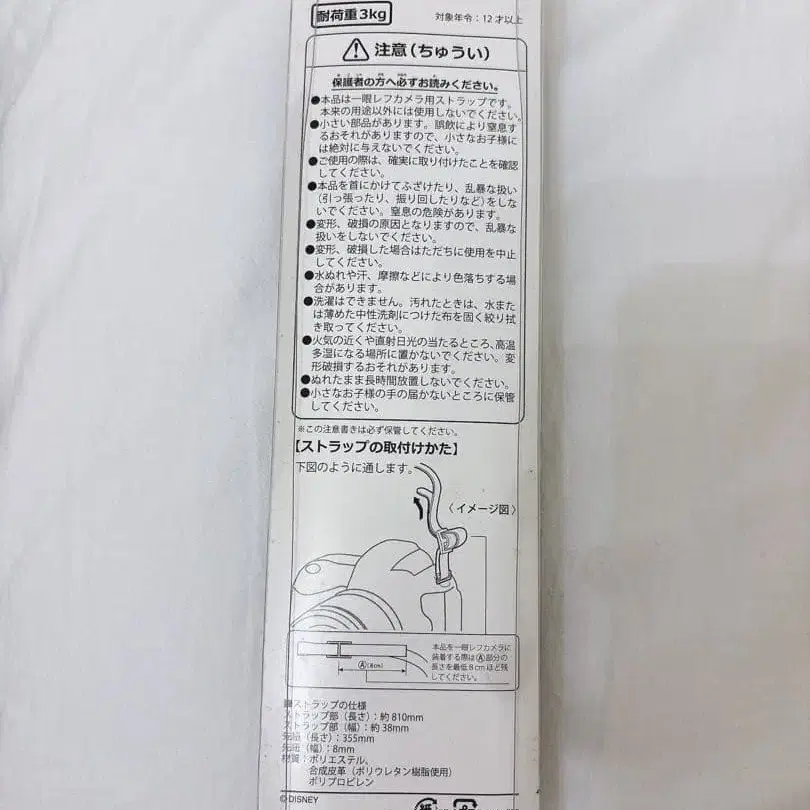 耐荷重3kg
対象年令：12才以上
注意（ちゅうい）
保護者の方へ必ずお読みください。
●本品は一眼レフカメラ用ストラップです。
本来の用途以外には使用しないでください。
●小さい部品があります。誤飲により窒息す
るおそれがありますので、小さなお子様に
は絶対に与えないでください。
●ご使用の際は、確実に取り付けたことを確認
してください。
●本品を首にかけてふざけたり、乱暴な扱い
（引っ張ったり、振り回したりなど）をしな
いでください。窒息の危険があります。
●変形、破損の原因となりますので、乱暴な
扱いをしないでください。
●変形、破損した場合はただちに使用を中止
してください。
●水ぬれや汗、摩擦などにより色落ちする場
合があります。
●洗濯はできません。汚れたときは、水また
は薄めた中性洗剤につけた布を固く絞り拭
き取ってください。
●火気の近くや直射日光の当たるところ、高温
多湿になる場所に置かないでください。変
形破損するおそれがあります。
●ぬれたまま長時間放置しないでください。
●小さなお子様の手の届かないところに保管
してください。
※この注意書きは必ず保管してください。
【ストラップの取付けかた】
下図のように通します。
〈イメージ図〉
Ⓐ(8cm)
本品を一眼レフカメラに
装着する際はⒶ部分の
長さを最低8cmほど残
してください。
■ストラップの仕様
ストラップ部（長さ）：約810mm
ストラップ部（幅）：約38mm
先紐（長さ）：355mm
先紐（幅）：8mm
材質：ポリエステル、
合成皮革（ポリウレタン樹脂使用）
ポリプロピレン
©DISNEY
紙